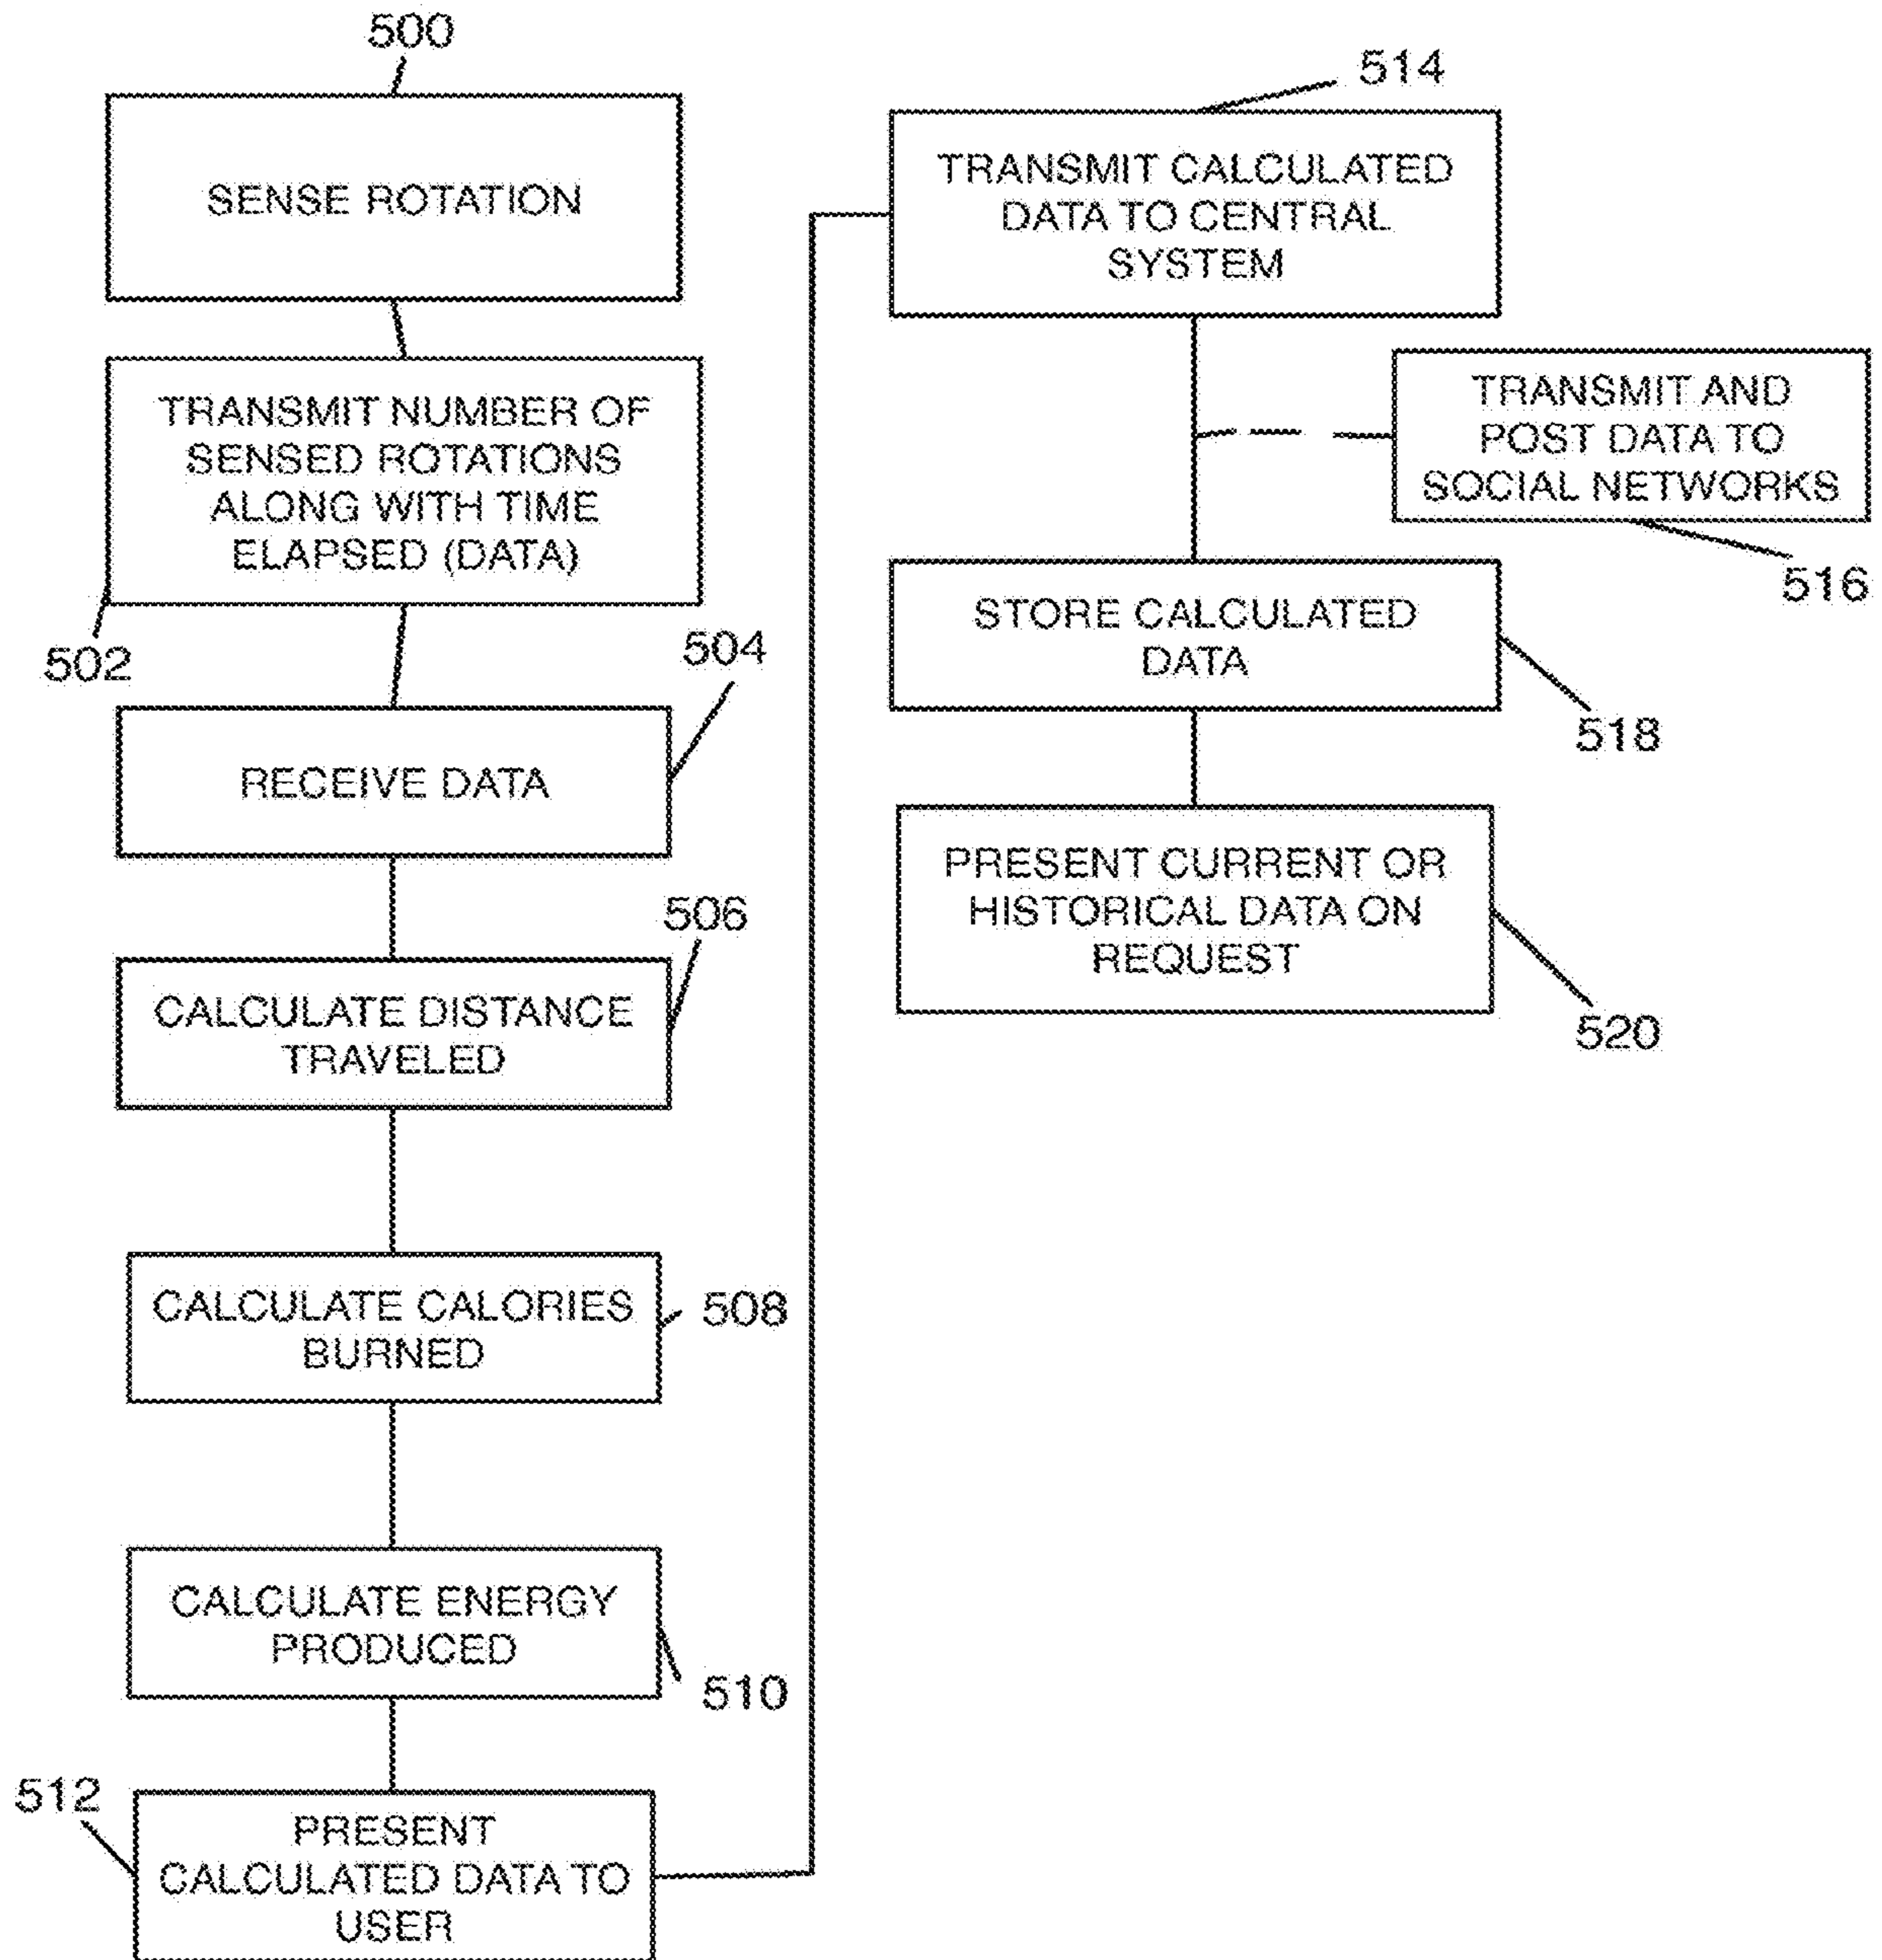 500
SENSE ROTATION
TRANSMIT NUMBER OF
SENSED ROTATIONS
ALONG WITH TIME
ELAPSED (DATA)
502
504
RECEIVE DATA
506
CALCULATE DISTANCE
TRAVELED
CALCULATE CALORIES
BURNED
508
CALCULATE ENERGY
PRODUCED
510
512
PRESENT
CALCULATED DATA TO
USER
514
TRANSMIT CALCULATED
DATA TO CENTRAL
SYSTEM
TRANSMIT AND
POST DATA TO
SOCIAL NETWORKS
516
STORE CALCULATED
DATA
518
PRESENT CURRENT OR
HISTORICAL DATA ON
REQUEST
520